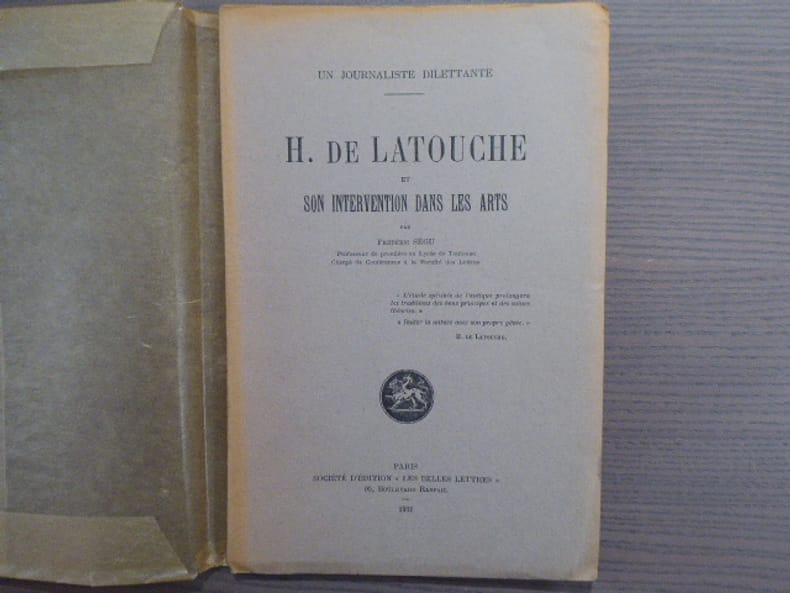 UN JOURNALISTE DILETTANTE
H. DE LATOUCHE
ET
SON INTERVENTION DANS LES ARTS
PAR
FRÉDÉRIC SÉGU
Professeur de première au Lycée de Toulouse
Chargé de Conférences à la Faculté des Lettres
« L'étude spéciale de l'antique prolongera
les traditions des bons principes et des saines
théories. »
« Imiter la nature avec son propre génie. »
H. DE LATOUCHE.
PARIS
SOCIÉTÉ D'ÉDITION « LES BELLES LETTRES »
95, BOULEVARD RASPAIL
1931